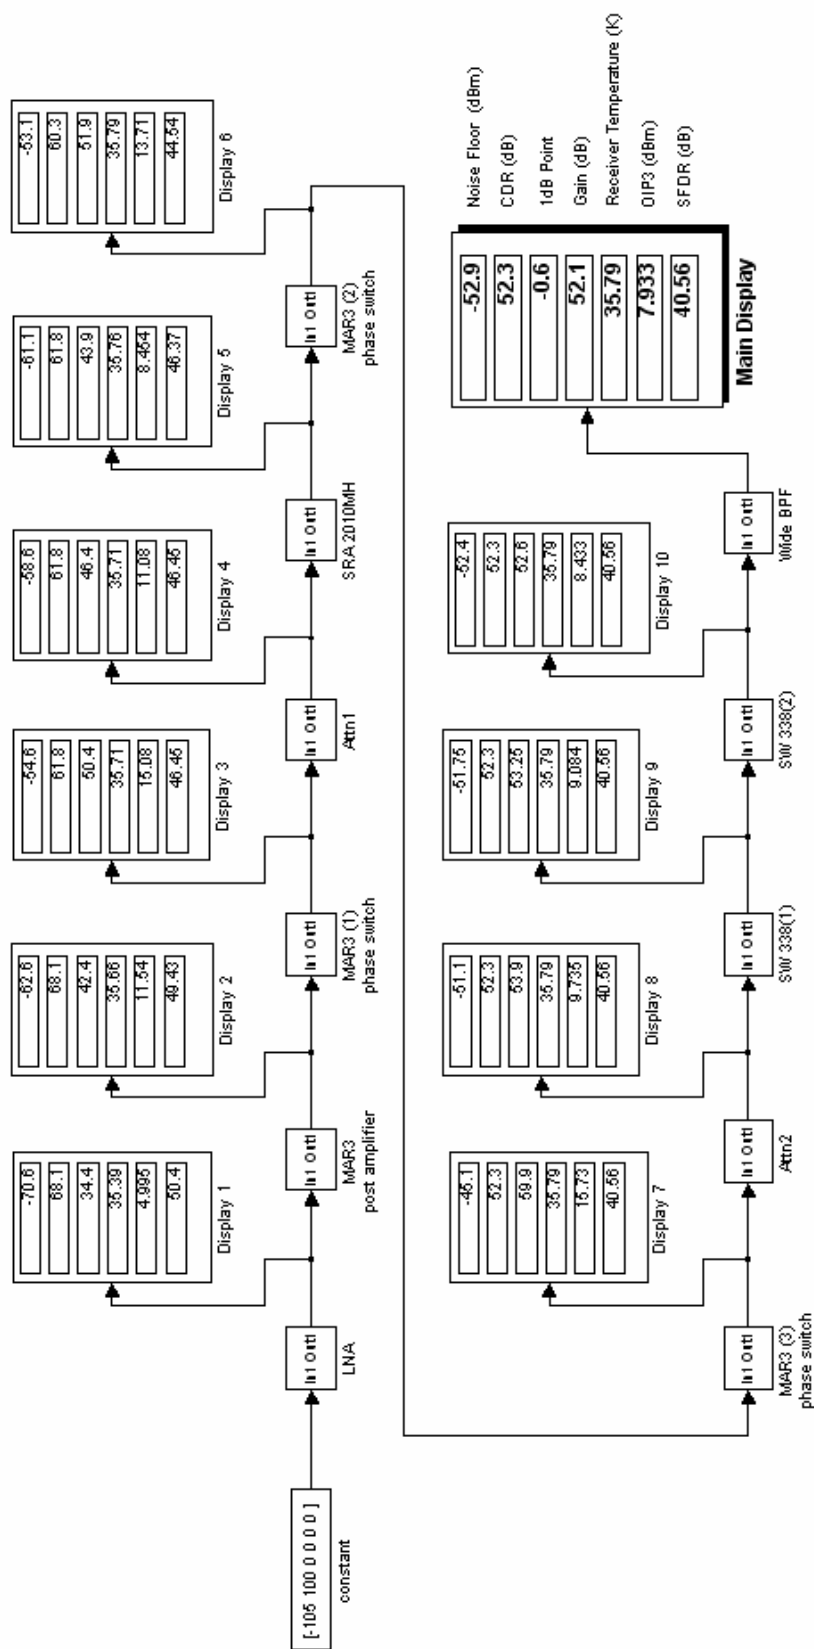 [-105 100 0 0 0 0 ]
constant
In1 Out1
LNA
-70.6
68.1
34.4
35.39
4.995
50.4
Display 1
In1 Out1
MAR3
post amplifier
-62.6
68.1
42.4
35.66
11.54
49.43
Display 2
In1 Out1
MAR3 (1)
phase switch
-54.6
61.8
50.4
35.71
15.08
46.45
Display 3
In1 Out1
Attn1
-58.6
61.8
46.4
35.71
11.08
46.45
Display 4
In1 Out1
SRA 2010MH
-61.1
61.8
43.9
35.76
8.454
46.37
Display 5
In1 Out1
MAR3 (2)
phase switch
-53.1
60.3
51.9
35.79
13.71
44.54
Display 6
In1 Out1
MAR3 (3)
phase switch
-45.1
52.3
59.9
35.79
15.73
40.56
Display 7
In1 Out1
Attn2
-51.1
52.3
53.9
35.79
9.735
40.56
Display 8
In1 Out1
SW 338(1)
-51.75
52.3
53.25
35.79
9.084
40.56
Display 9
In1 Out1
SW 338(2)
-52.4
52.3
52.6
35.79
8.433
40.56
Display 10
In1 Out1
Wide BPF
-52.9
52.3
-0.6
52.1
35.79
7.933
40.56
Main Display
Noise Floor (dBm)
CDR (dB)
1dB Point
Gain (dB)
Receiver Temperature (K)
OIP3 (dBm)
SFDR (dB)